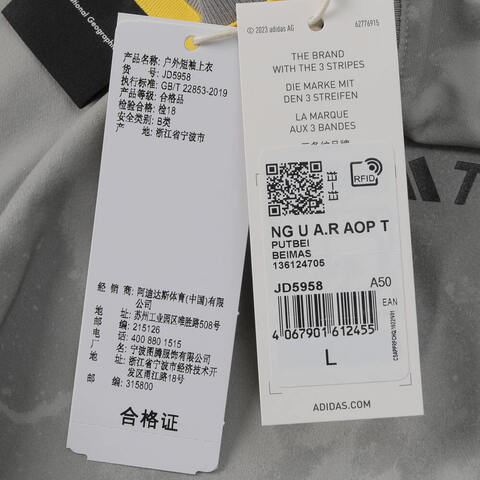 tional Geographi
产品名称: 户外短袖上衣
货 号: JD5958
执行标准: GB/T 22853-2019
产品等级: 合格品
检验合格: 检18
安全类别: B类
产 地: 浙江省宁波市
经 销 商: 阿迪达斯体育(中国)有限
公司
地 址: 苏州工业园区唯胜路508号
邮 编: 215126
电 话: 400 880 1515
制 造 商: 宁波图腾服饰有限公司
地 址: 浙江省宁波市经济技术开
发区甬江路18号
邮 编: 315800
合格证
© 2023 adidas AG
62776915
THE BRAND
WITH THE 3 STRIPES
DIE MARKE MIT
DEN 3 STREIFEN
LA MARQUE
AUX 3 BANDES
RFID
EI-EI
NG U A.R AOP T
PUTBEI
BEIMAS
136124705
JD5958 A50
EAN
4 067901 612455
L
ADIDAS.COM
AT